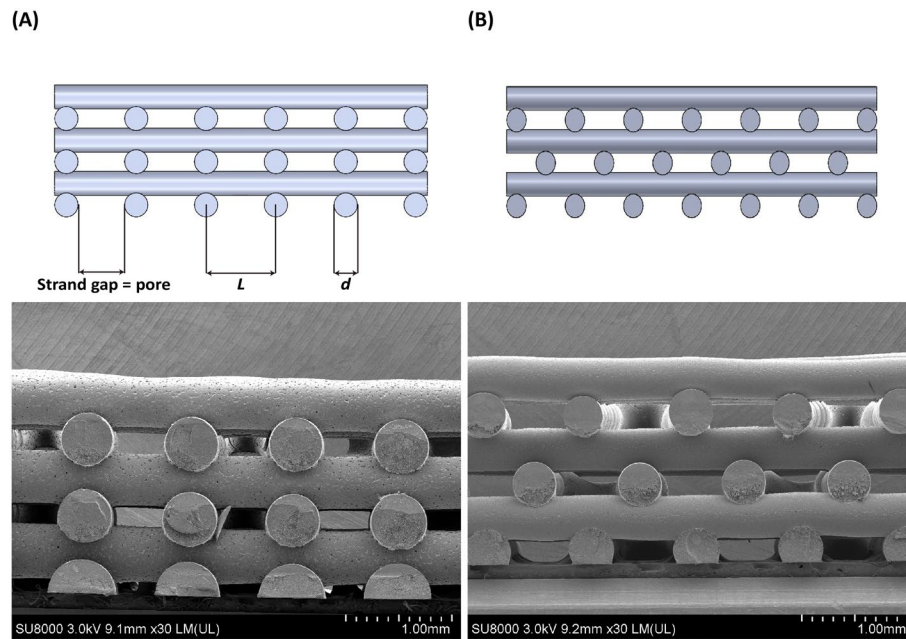 (A)
(B)
Strand gap = pore
L
d
SU8000 3.0kV 9.1mm x30 LM(UL)
1.00mm
SU8000 3.0kV 9.2mm x30 LM(UL)
1.00mm